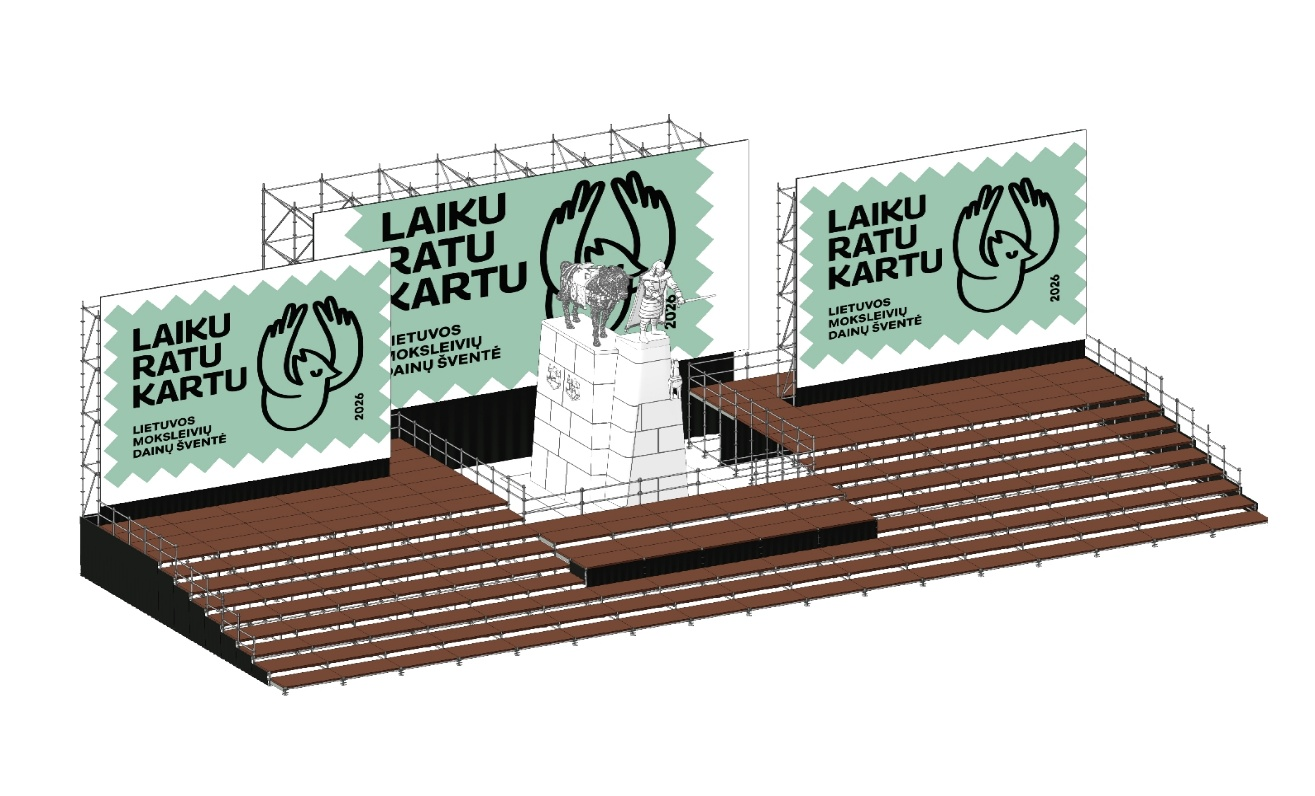 LAIKU
RATU
KARTU
LIETUVOS
MOKSLEIVIŲ
DAINŲ ŠVENTĖ
2026
LAIKU
RATU
KARTU
LIETUVOS
MOKSLEIVIŲ
DAINŲ ŠVENTĖ
2026
LAIKU
RATU
KARTU
LIETUVOS
MOKSLEIVIŲ
DAINŲ ŠVENTĖ
2026